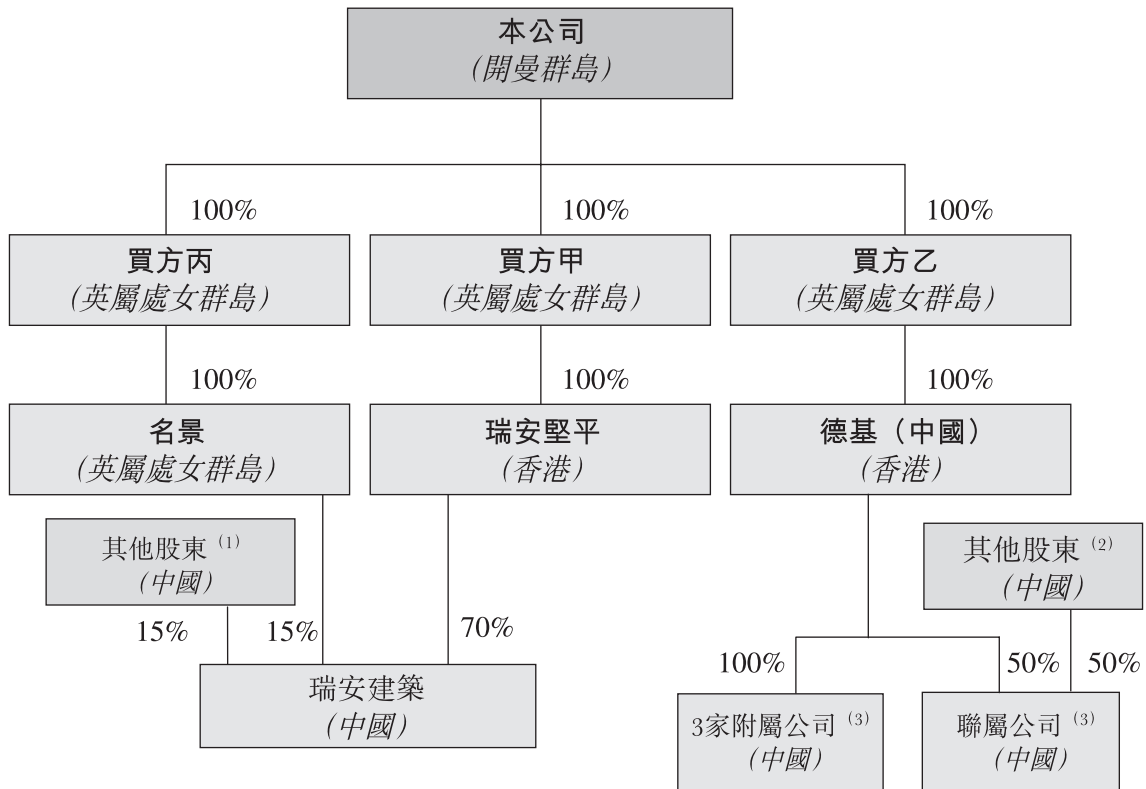 本公司
（開曼群島）
100%
100%
100%
買方丙
（英屬處女群島）
買方甲
（英屬處女群島）
買方乙
（英屬處女群島）
100%
100%
100%
名景
（英屬處女群島）
瑞安堅平
（香港）
德基（中國）
（香港）
其他股東 (1)
（中國）
其他股東 (2)
（中國）
15%
15%
70%
100%
50%
50%
瑞安建築
（中國）
3家附屬公司 (3)
（中國）
聯屬公司 (3)
（中國）